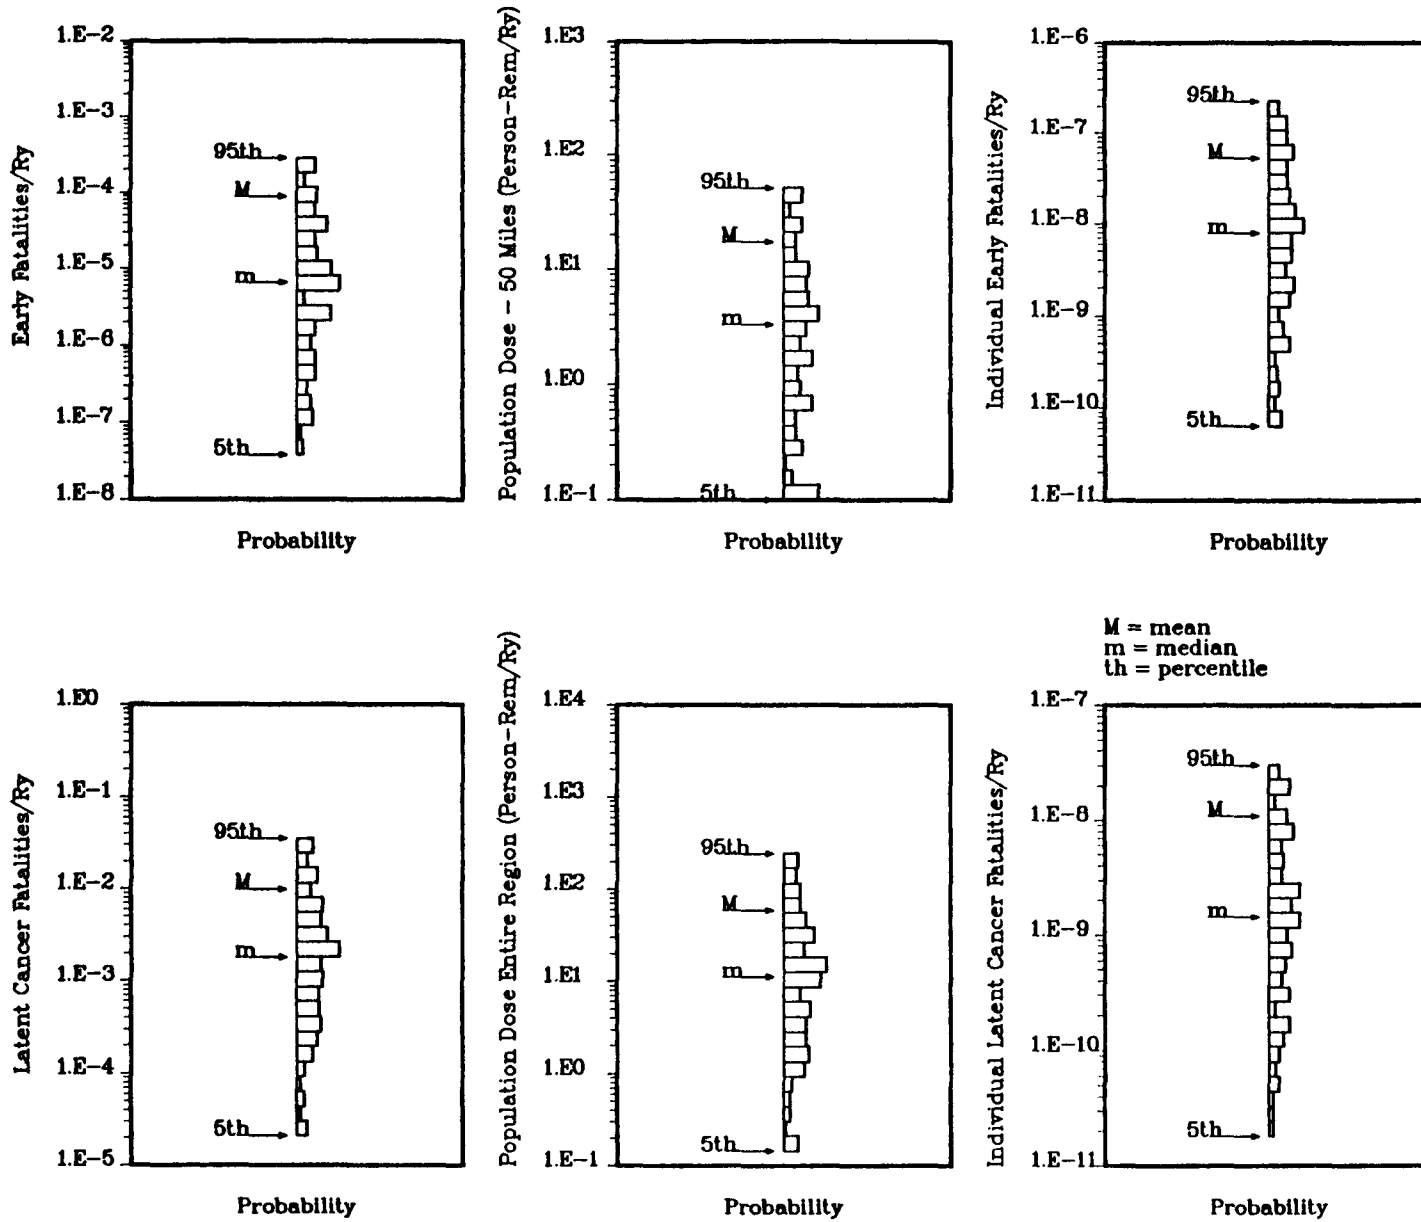 Early Fatalities/Ry
1.E-2
1.E-3
1.E-4
1.E-5
1.E-6
1.E-7
1.E-8
95th
M
m
5th
Probability
Population Dose - 50 Miles (Person-Rem/Ry)
1.E3
1.E2
1.E1
1.E0
1.E-1
95th
M
m
5th
Probability
Individual Early Fatalities/Ry
1.E-6
1.E-7
1.E-8
1.E-9
1.E-10
1.E-11
95th
M
m
5th
Probability
M = mean
m = median
th = percentile
Latent Cancer Fatalities/Ry
1.E0
1.E-1
1.E-2
1.E-3
1.E-4
1.E-5
95th
M
m
5th
Probability
Population Dose Entire Region (Person-Rem/Ry)
1.E4
1.E3
1.E2
1.E1
1.E0
1.E-1
95th
M
m
5th
Probability
Individual Latent Cancer Fatalities/Ry
1.E-7
1.E-8
1.E-9
1.E-10
1.E-11
95th
M
m
5th
Probability